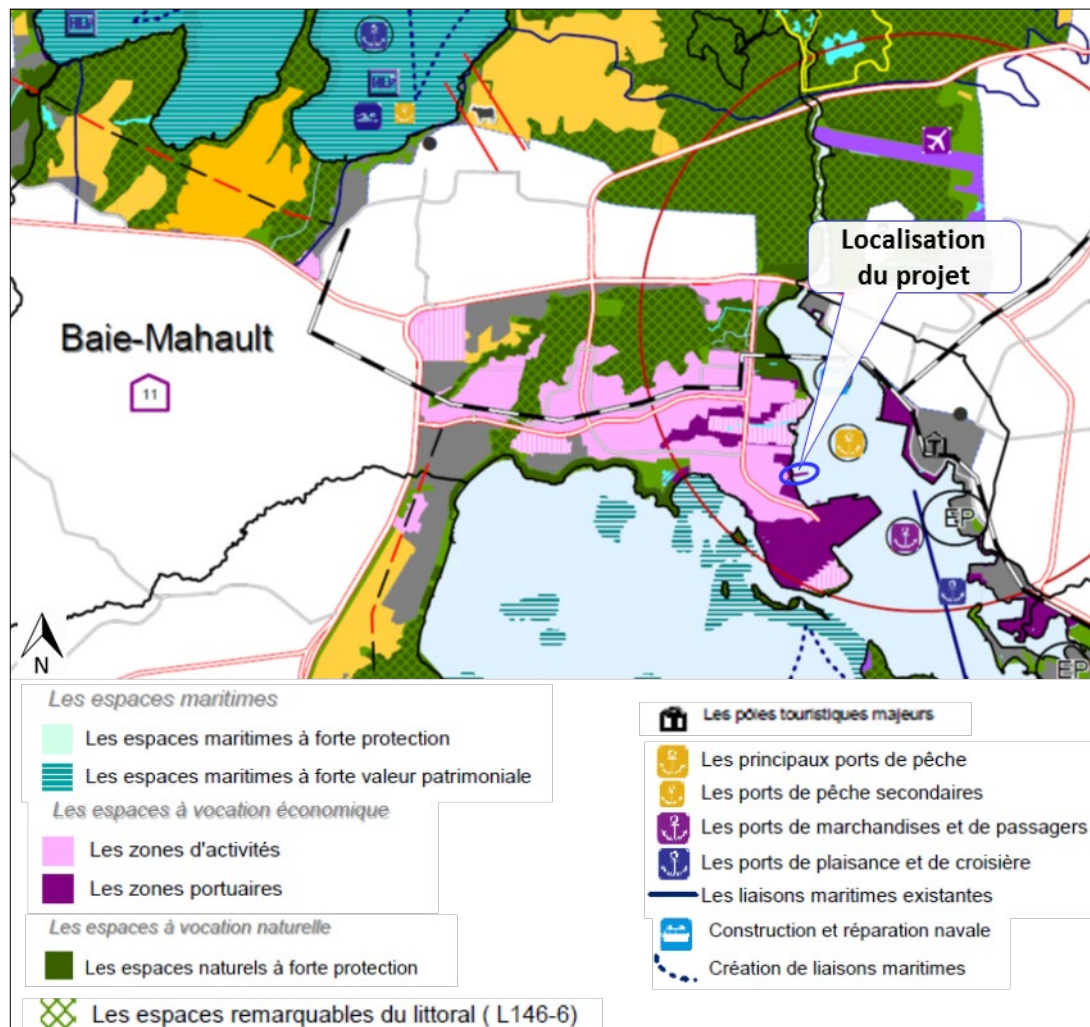 Localisation
du projet
Baie-Mahault
11
EP
EP
N
Les espaces maritimes
Les espaces maritimes à forte protection
Les espaces maritimes à forte valeur patrimoniale
Les espaces à vocation économique
Les zones d'activités
Les zones portuaires
Les espaces à vocation naturelle
Les espaces naturels à forte protection
Les espaces remarquables du littoral ( L146-6)
Les pôles touristiques majeurs
Les principaux ports de pêche
Les ports de pêche secondaires
Les ports de marchandises et de passagers
Les ports de plaisance et de croisière
Les liaisons maritimes existantes
Construction et réparation navale
Création de liaisons maritimes